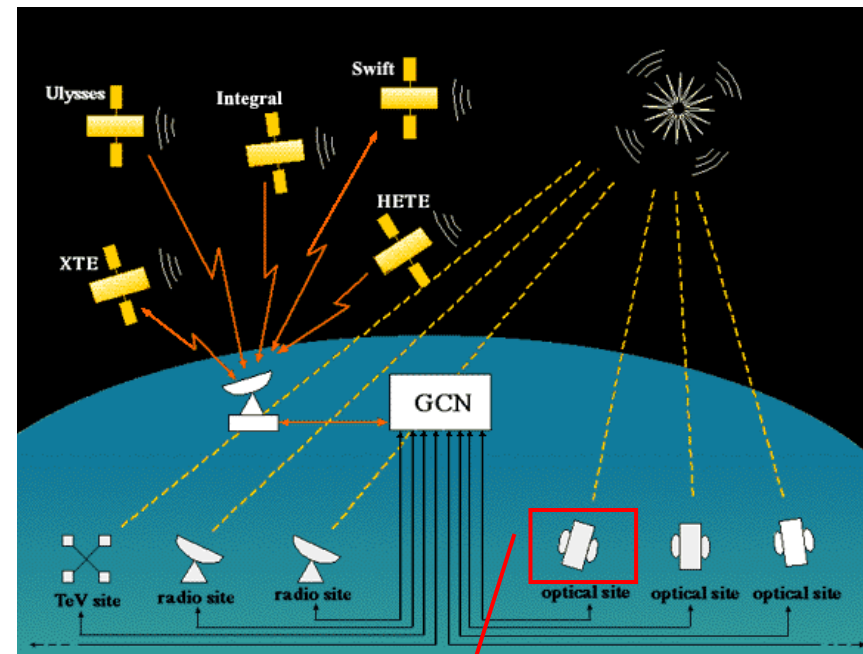 Swift
Ulysses
Integral
HETE
XTE
GCN
TeV site
radio site
radio site
optical site
optical site
optical site